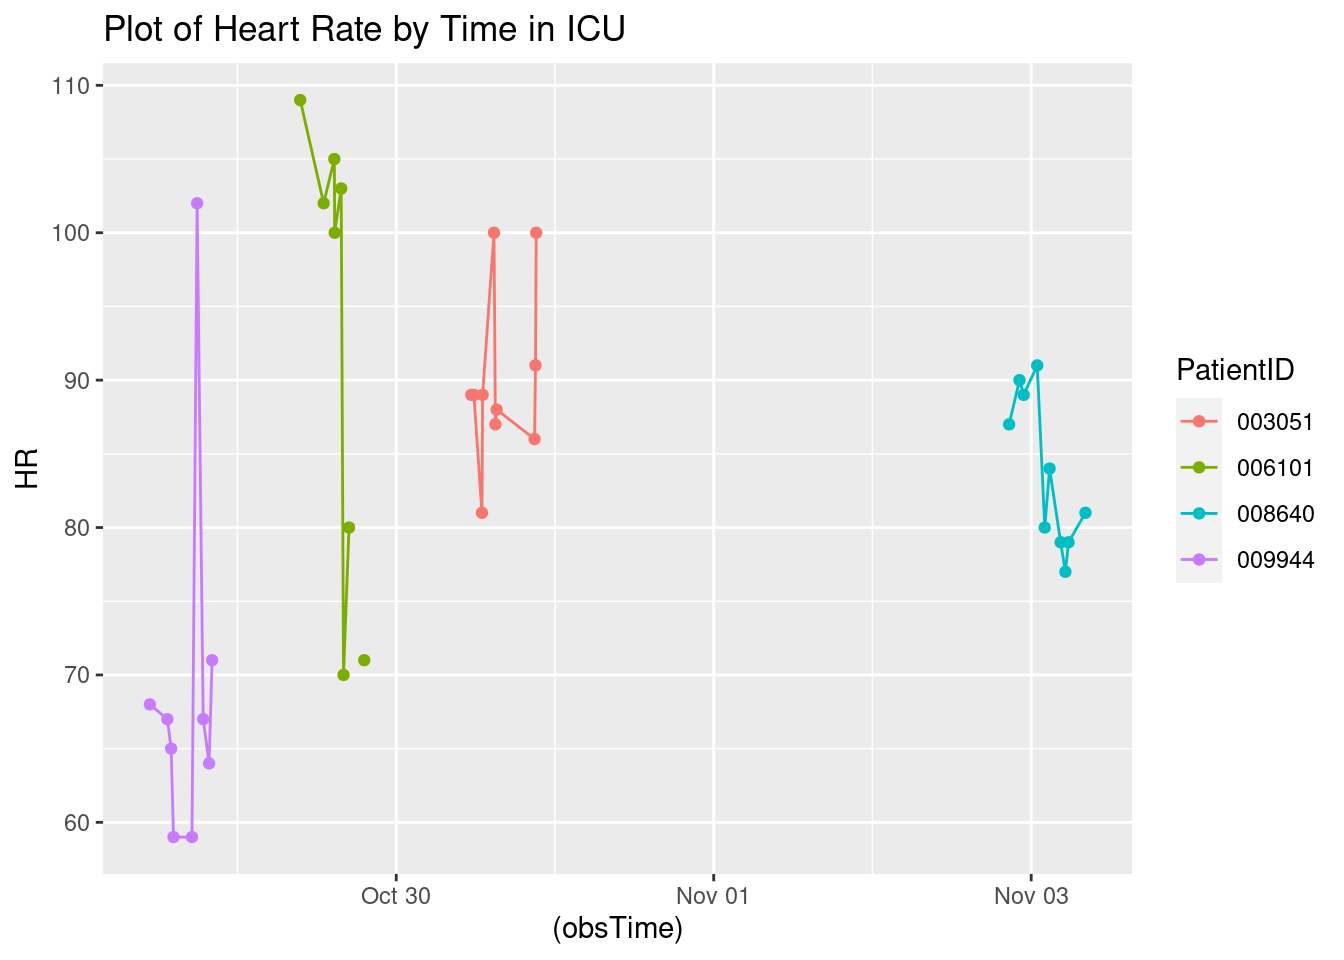 Plot of Heart Rate by Time in ICU
110
100
90
80
70
60
HR
Oct 30
Nov 01
Nov 03
(obsTime)
PatientID
003051
006101
008640
009944